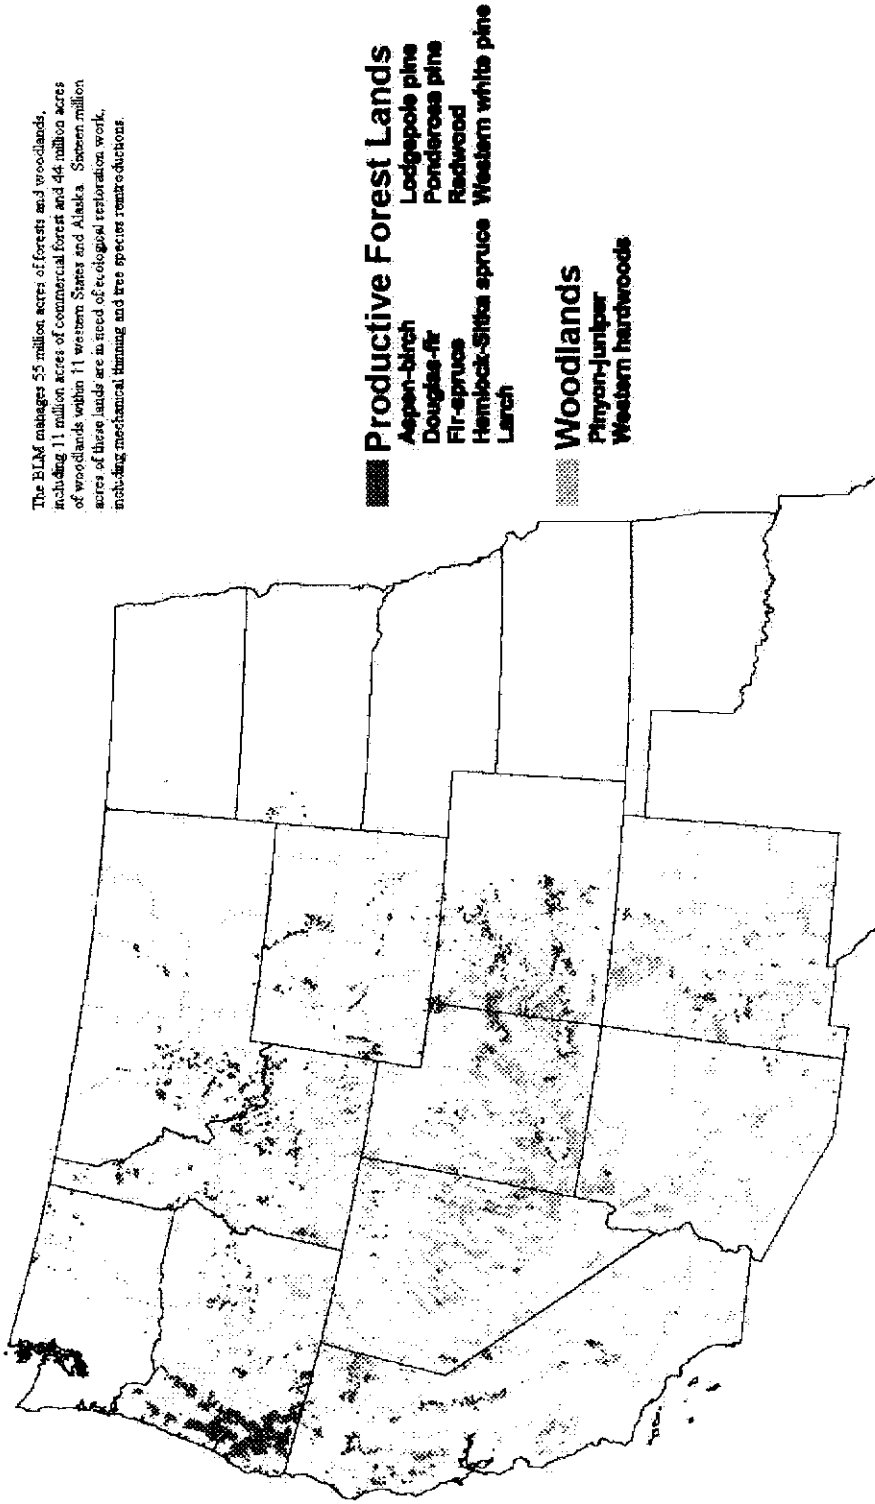 The BLM manages 55 million acres of forests and woodlands,
including 11 million acres of commercial forest and 44 million acres
of woodlands within 11 western States and Alaska. Sixteen million
acres of these lands are in need of ecological restoration work,
including mechanical thinning and tree species reintroductions.
Productive Forest Lands
Aspen-birch
Douglas-fir
Fir-spruce
Hemlock-Sitka spruce
Larch
Lodgepole pine
Ponderosa pine
Redwood
Western white pine
Woodlands
Pinyon-juniper
Western hardwoods